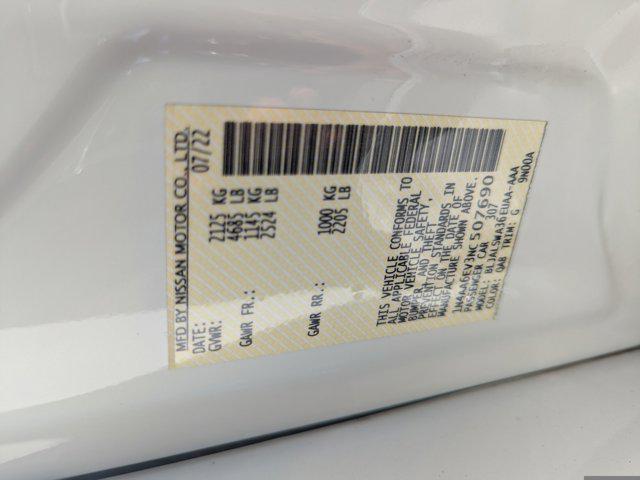 MFD BY NISSAN MOTOR CO., LTD.
DATE: 07/22
GVWR: 2125 KG
4685 LB
GAWR FR.: 1145 KG
2524 LB
GAWR RR.: 1000 KG
2205 LB
THIS VEHICLE CONFORMS TO
ALL APPLICABLE FEDERAL
MOTOR VEHICLE SAFETY,
BUMPER, AND THEFT
PREVENTION STANDARDS IN
EFFECT ON THE DATE OF
MANUFACTURE SHOWN ABOVE.
1N4AA6EV3NC507690
PASSENGER CAR 307
MODEL:
COLOR: QAB TRIM: G 9N00A